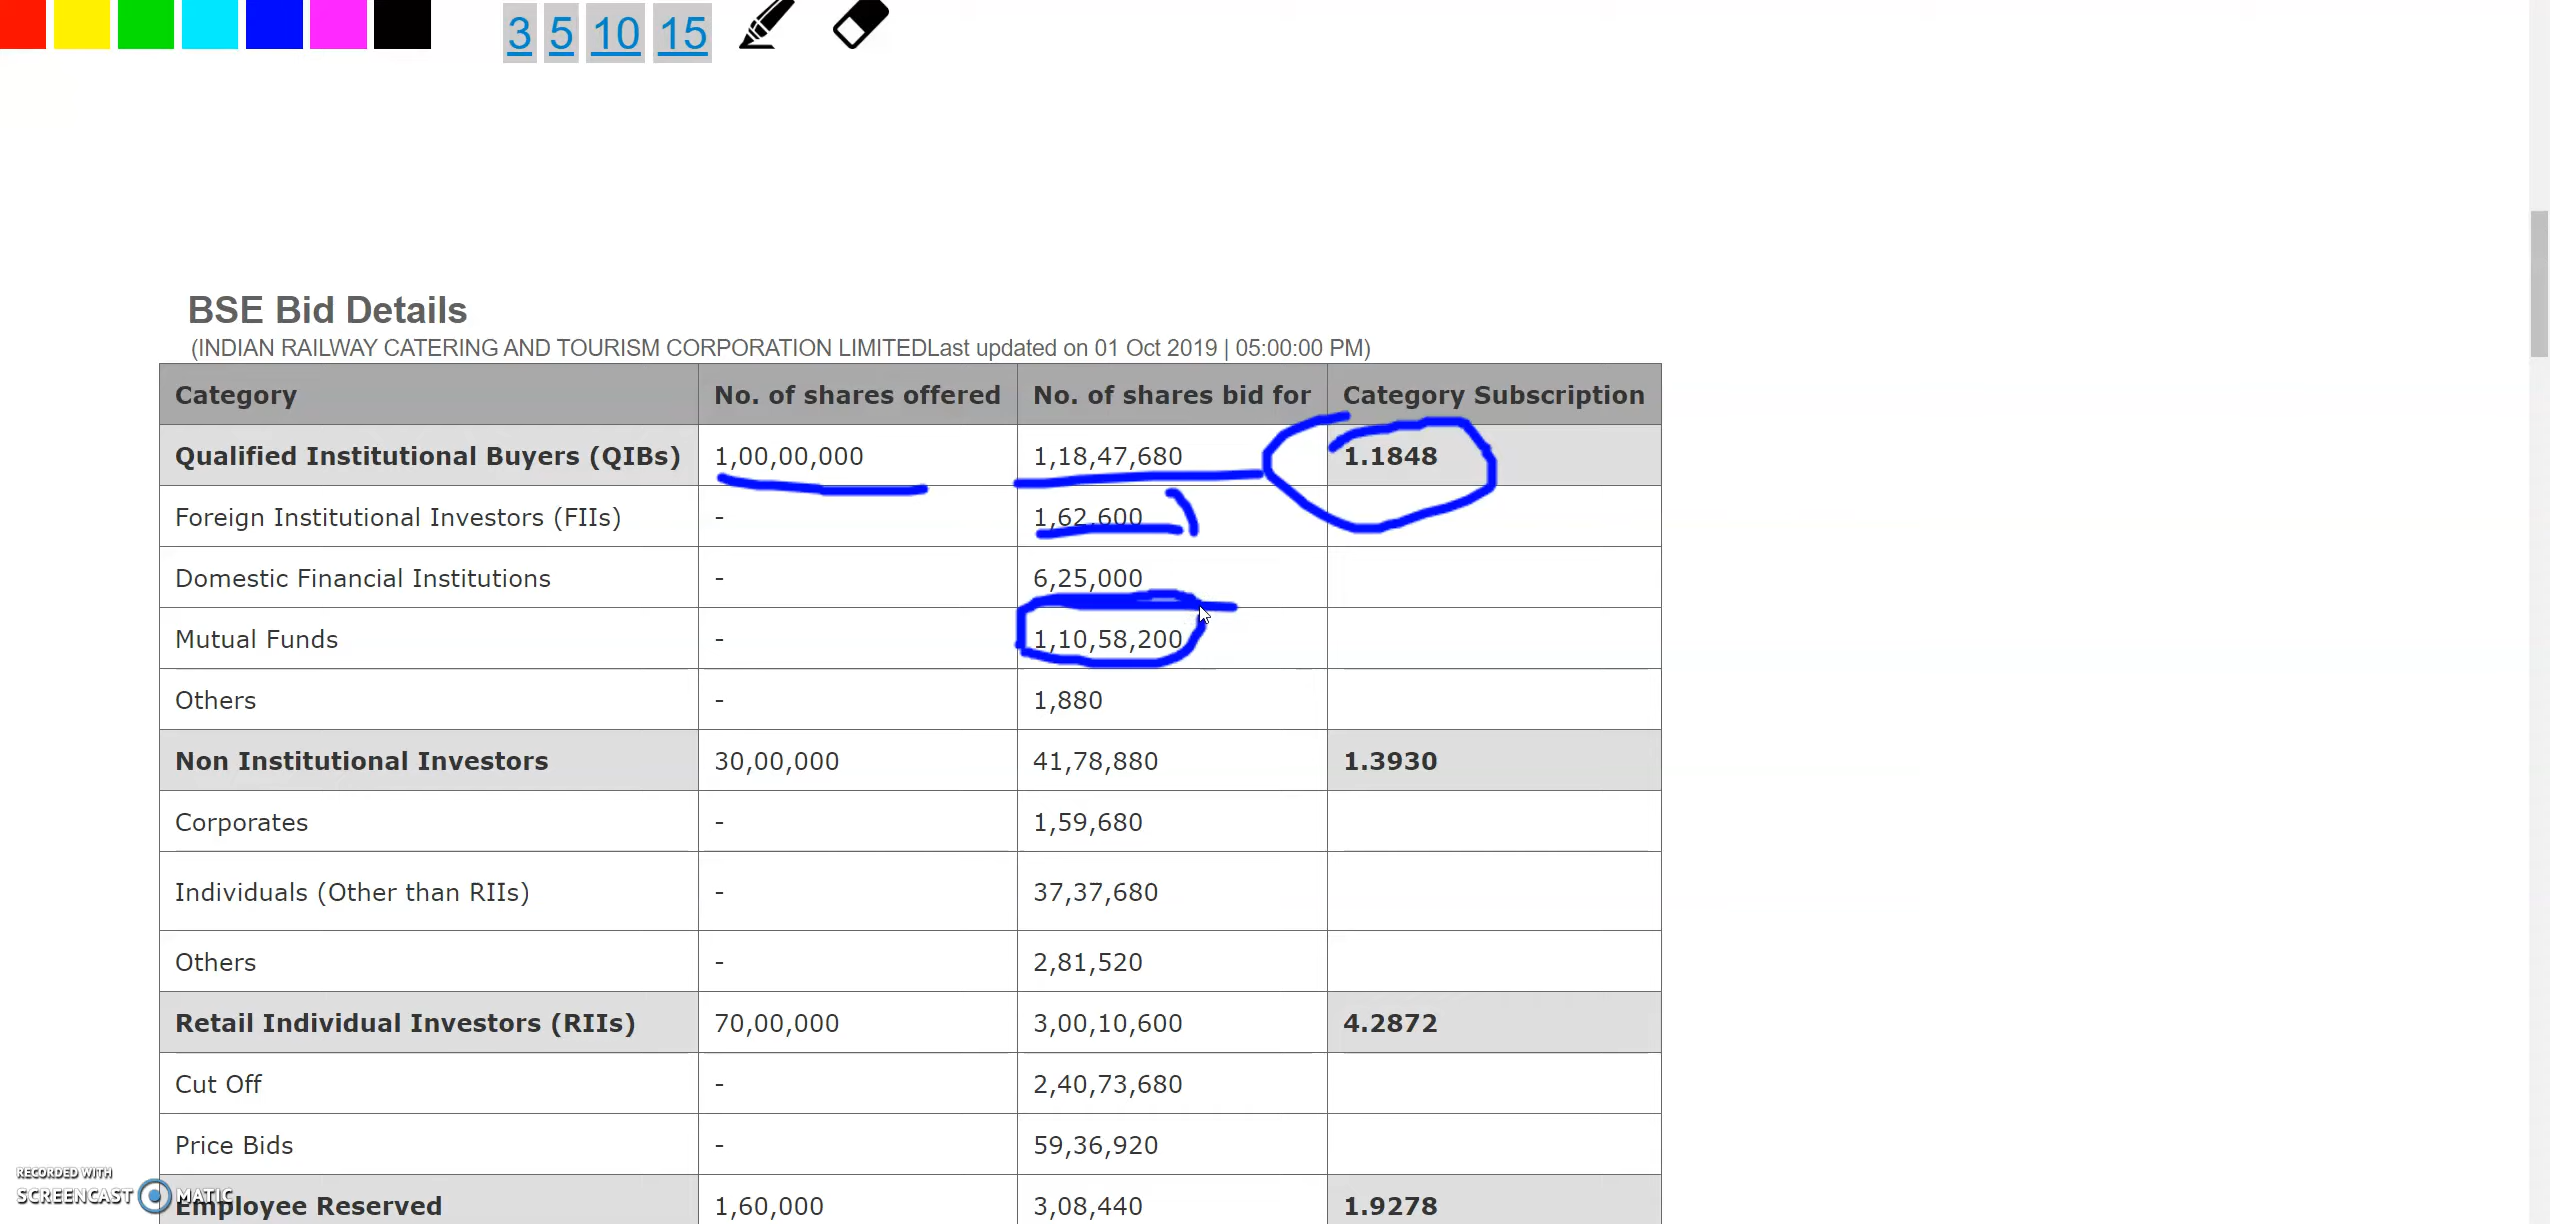 3 5 10 15
BSE Bid Details
(INDIAN RAILWAY CATERING AND TOURISM CORPORATION LIMITEDLast updated on 01 Oct 2019 | 05:00:00 PM)
Category No. of shares offered No. of shares bid for Category Subscription
Qualified Institutional Buyers (QIBs) 1,00,00,000 1,18,47,680 1.1848
Foreign Institutional Investors (FIIs) - 1,62,600
Domestic Financial Institutions - 6,25,000
Mutual Funds - 1,10,58,200
Others - 1,880
Non Institutional Investors 30,00,000 41,78,880 1.3930
Corporates - 1,59,680
Individuals (Other than RIIs) - 37,37,680
Others - 2,81,520
Retail Individual Investors (RIIs) 70,00,000 3,00,10,600 4.2872
Cut Off - 2,40,73,680
Price Bids - 59,36,920
Employee Reserved 1,60,000 3,08,440 1.9278
RECORDED WITH
SCREENCAST MATIC